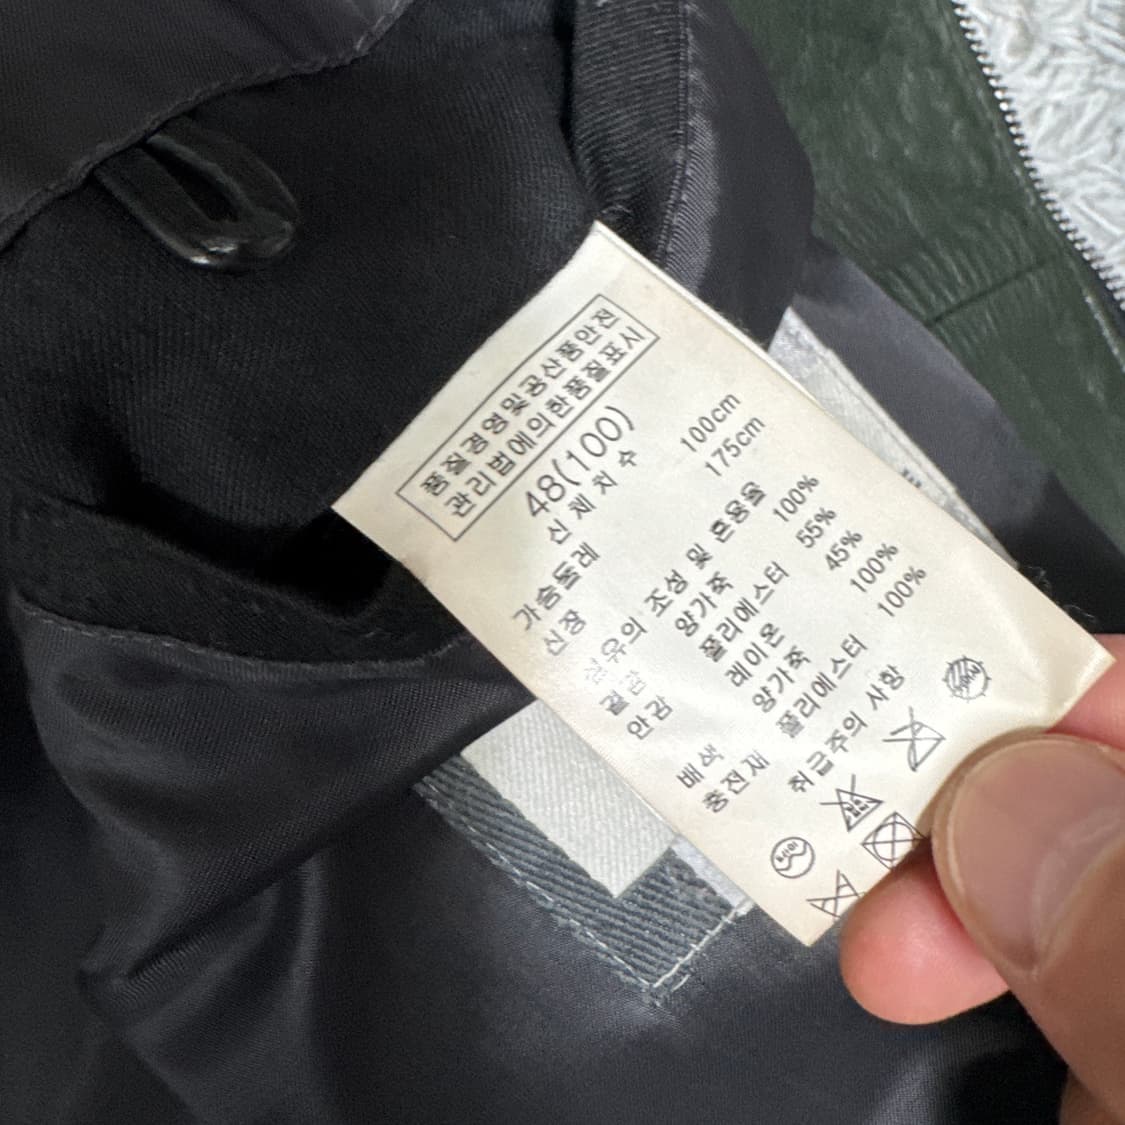 품질경영및공산품안전
관리법에의한품질표시
48(100)
신체치수
가슴둘레 100cm
신장 175cm
섬유의 조성 및 혼용율
겉감 양가죽 100%
안감 폴리에스터 55%
레이온 45%
배색 양가죽 100%
충전재 폴리에스터 100%
취급주의 사항